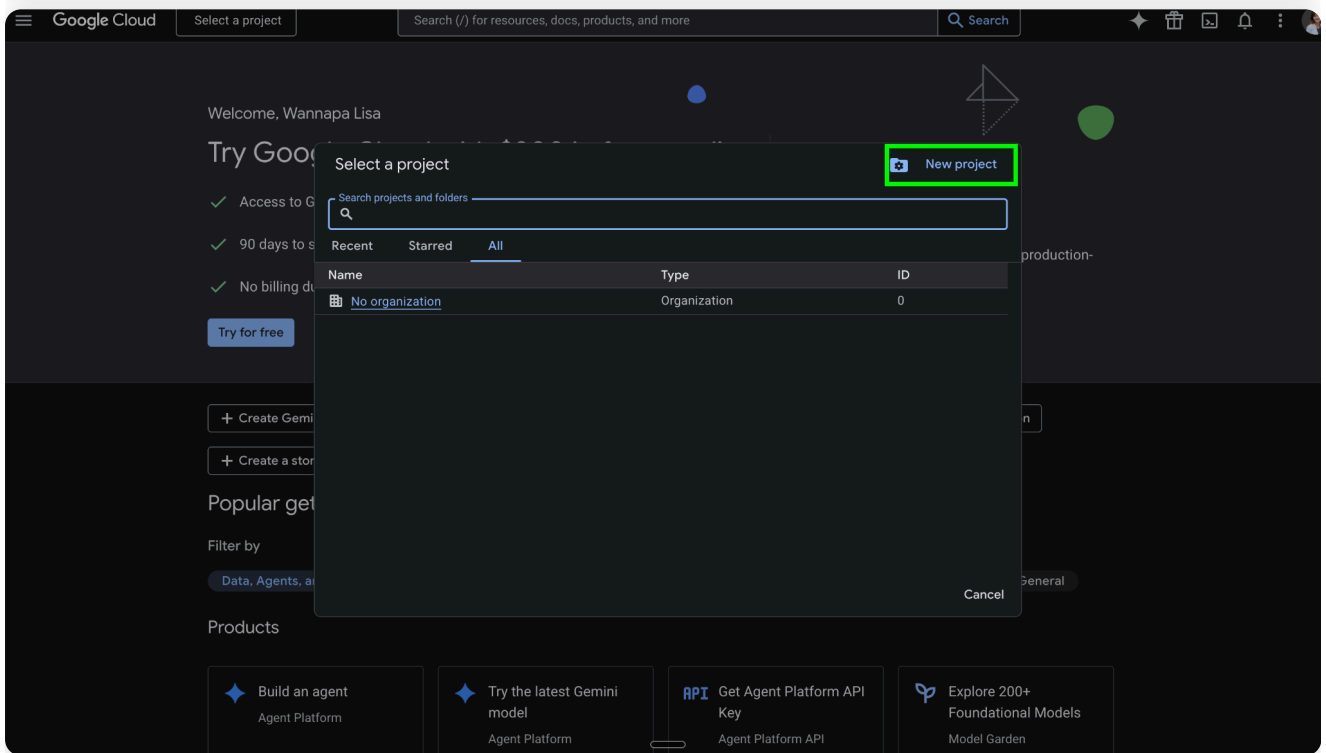 Google Cloud
Select a project
Search (/) for resources, docs, products, and more
Search
Welcome, Wannapa Lisa
Try Goo
Select a project
New project
Search projects and folders
Access to G
Recent Starred All
90 days to s
production-
Name Type ID
No billing du
No organization Organization 0
Try for free
+ Create Gemi
n
+ Create a stor
Popular get
Filter by
Data, Agents, a
General
Cancel
Products
Build an agent
Agent Platform
Try the latest Gemini
model
Agent Platform
API
Get Agent Platform API
Key
Agent Platform API
Explore 200+
Foundational Models
Model Garden